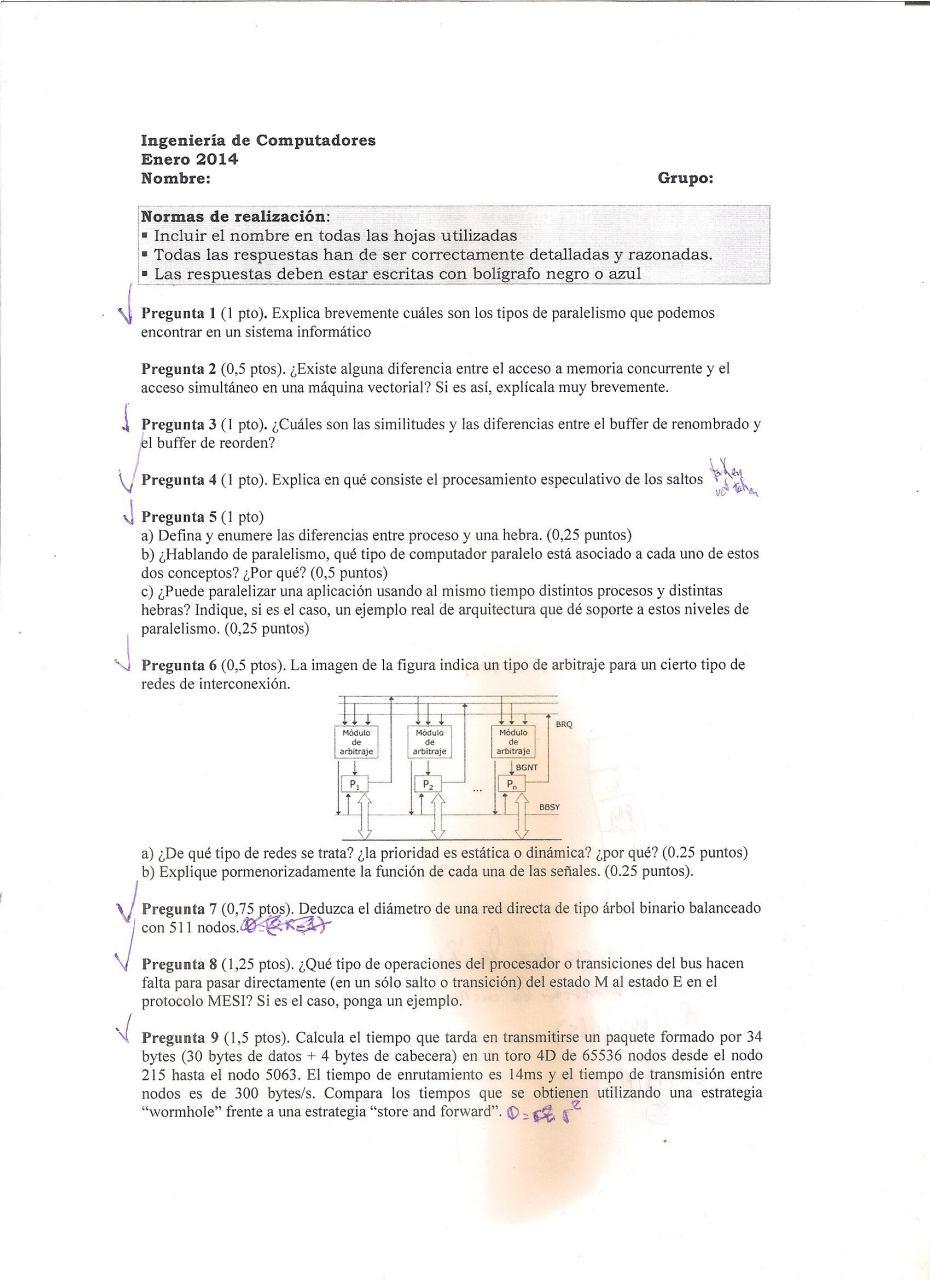 Ingeniería de Computadores
Enero 2014
Nombre: Grupo:
Normas de realización:
▪ Incluir el nombre en todas las hojas utilizadas
▪ Todas las respuestas han de ser correctamente detalladas y razonadas.
▪ Las respuestas deben estar escritas con bolígrafo negro o azul
Pregunta 1 (1 pto). Explica brevemente cuáles son los tipos de paralelismo que podemos
encontrar en un sistema informático
Pregunta 2 (0,5 ptos). ¿Existe alguna diferencia entre el acceso a memoria concurrente y el
acceso simultáneo en una máquina vectorial? Si es así, explícala muy brevemente.
Pregunta 3 (1 pto). ¿Cuáles son las similitudes y las diferencias entre el buffer de renombrado y
el buffer de reorden?
Pregunta 4 (1 pto). Explica en qué consiste el procesamiento especulativo de los saltos
taken
not taken
Pregunta 5 (1 pto)
a) Defina y enumere las diferencias entre proceso y una hebra. (0,25 puntos)
b) ¿Hablando de paralelismo, qué tipo de computador paralelo está asociado a cada uno de estos
dos conceptos? ¿Por qué? (0,5 puntos)
c) ¿Puede paralelizar una aplicación usando al mismo tiempo distintos procesos y distintas
hebras? Indique, si es el caso, un ejemplo real de arquitectura que dé soporte a estos niveles de
paralelismo. (0,25 puntos)
Pregunta 6 (0,5 ptos). La imagen de la figura indica un tipo de arbitraje para un cierto tipo de
redes de interconexión.
BRQ
Módulo de arbitraje Módulo de arbitraje Módulo de arbitraje
BGNT
P1 P2 ... Pn
BBSY
a) ¿De qué tipo de redes se trata? ¿la prioridad es estática o dinámica? ¿por qué? (0.25 puntos)
b) Explique pormenorizadamente la función de cada una de las señales. (0.25 puntos).
Pregunta 7 (0,75 ptos). Deduzca el diámetro de una red directa de tipo árbol binario balanceado
con 511 nodos.
Pregunta 8 (1,25 ptos). ¿Qué tipo de operaciones del procesador o transiciones del bus hacen
falta para pasar directamente (en un sólo salto o transición) del estado M al estado E en el
protocolo MESI? Si es el caso, ponga un ejemplo.
Pregunta 9 (1,5 ptos). Calcula el tiempo que tarda en transmitirse un paquete formado por 34
bytes (30 bytes de datos + 4 bytes de cabecera) en un toro 4D de 65536 nodos desde el nodo
215 hasta el nodo 5063. El tiempo de enrutamiento es 14ms y el tiempo de transmisión entre
nodos es de 300 bytes/s. Compara los tiempos que se obtienen utilizando una estrategia
“wormhole” frente a una estrategia “store and forward”.